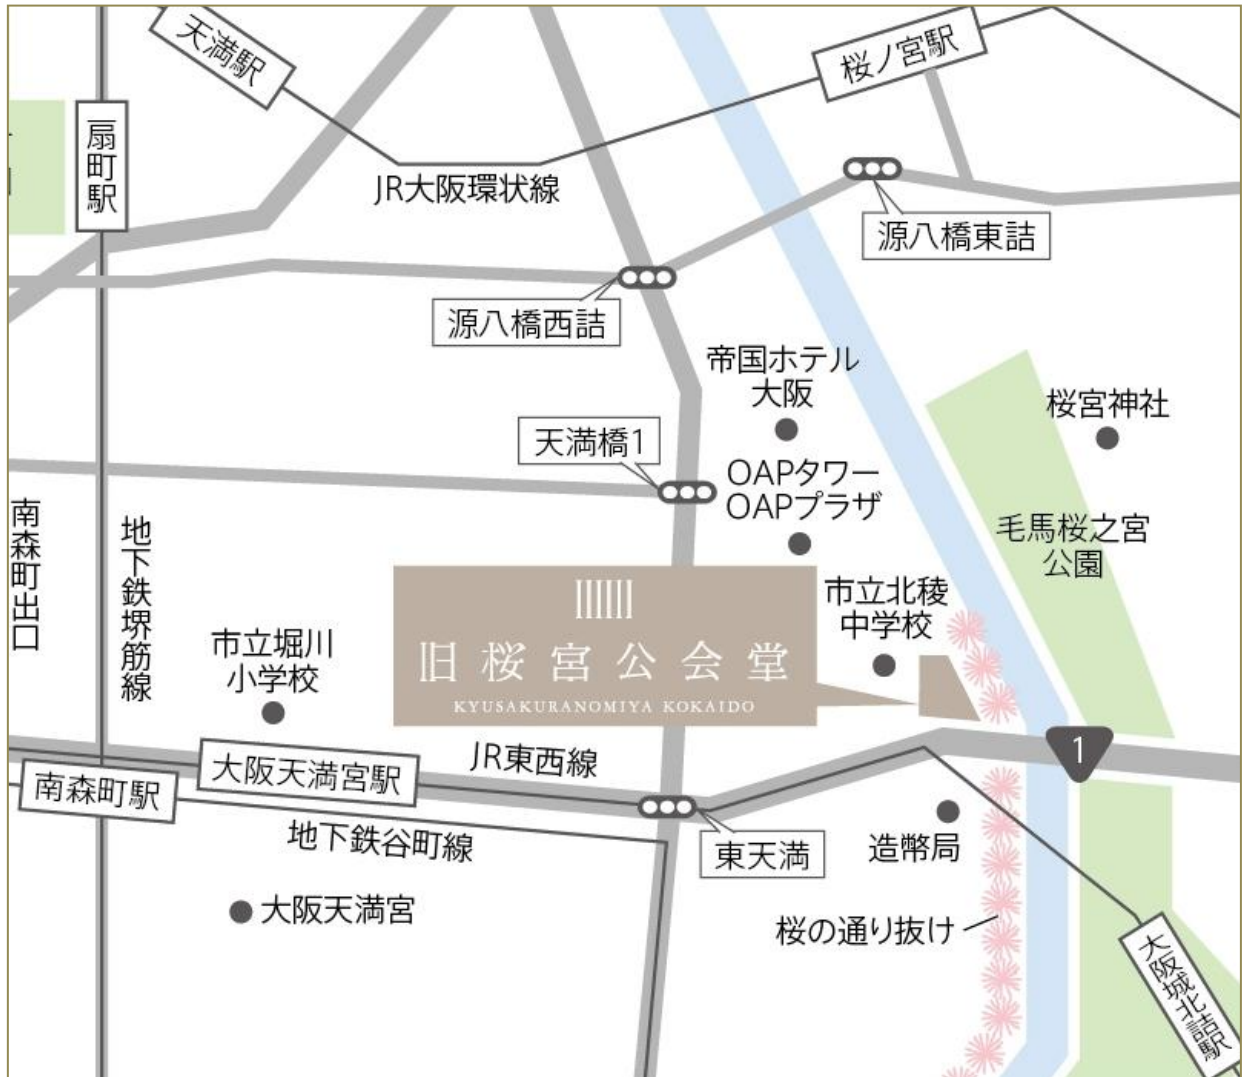 天満駅
桜ノ宮駅
扇町駅
JR大阪環状線
源八橋東詰
源八橋西詰
帝国ホテル
大阪
桜宮神社
天満橋1
OAPタワー
OAPプラザ
南森町出口
地下鉄堺筋線
毛馬桜之宮
公園
市立北稜
中学校
市立堀川
小学校
旧桜宮公会堂
KYUSAKURANOMIYA KOKAIDO
JR東西線
1
大阪天満宮駅
南森町駅
地下鉄谷町線
東天満
造幣局
大阪天満宮
桜の通り抜け
大阪城北詰駅